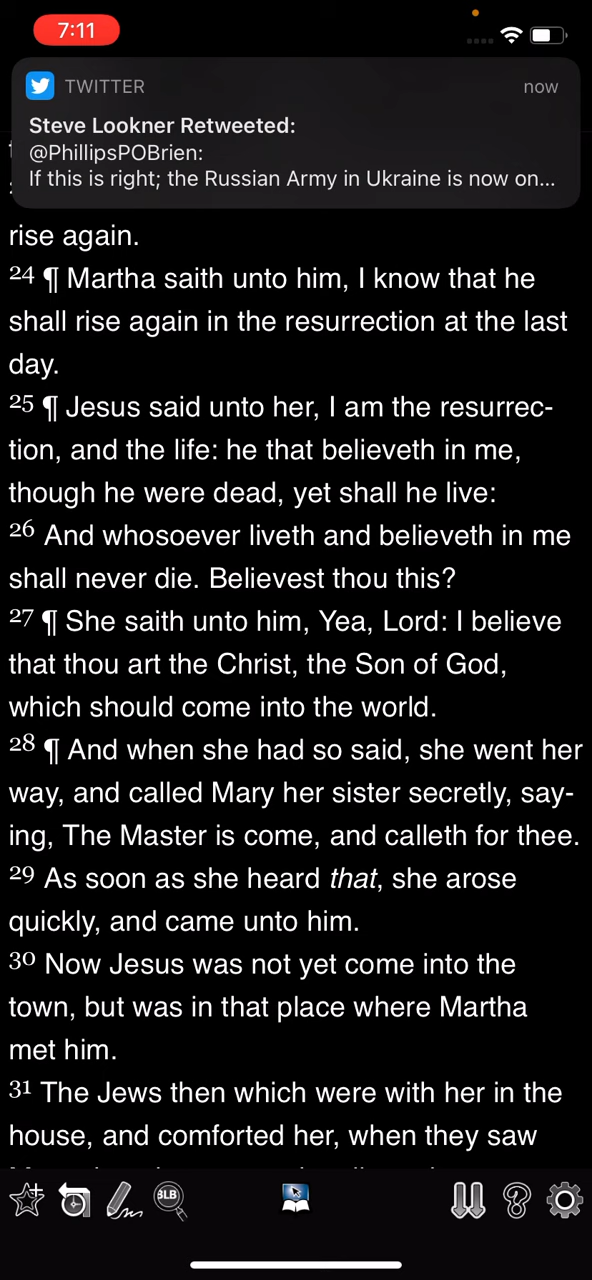 7:11
TWITTER now
Steve Lookner Retweeted:
@PhillipsPOBrien:
If this is right; the Russian Army in Ukraine is now on...
rise again.
24 ¶ Martha saith unto him, I know that he
shall rise again in the resurrection at the last
day.
25 ¶ Jesus said unto her, I am the resurrec-
tion, and the life: he that believeth in me,
though he were dead, yet shall he live:
26 And whosoever liveth and believeth in me
shall never die. Believest thou this?
27 ¶ She saith unto him, Yea, Lord: I believe
that thou art the Christ, the Son of God,
which should come into the world.
28 ¶ And when she had so said, she went her
way, and called Mary her sister secretly, say-
ing, The Master is come, and calleth for thee.
29 As soon as she heard that, she arose
quickly, and came unto him.
30 Now Jesus was not yet come into the
town, but was in that place where Martha
met him.
31 The Jews then which were with her in the
house, and comforted her, when they saw
BLB